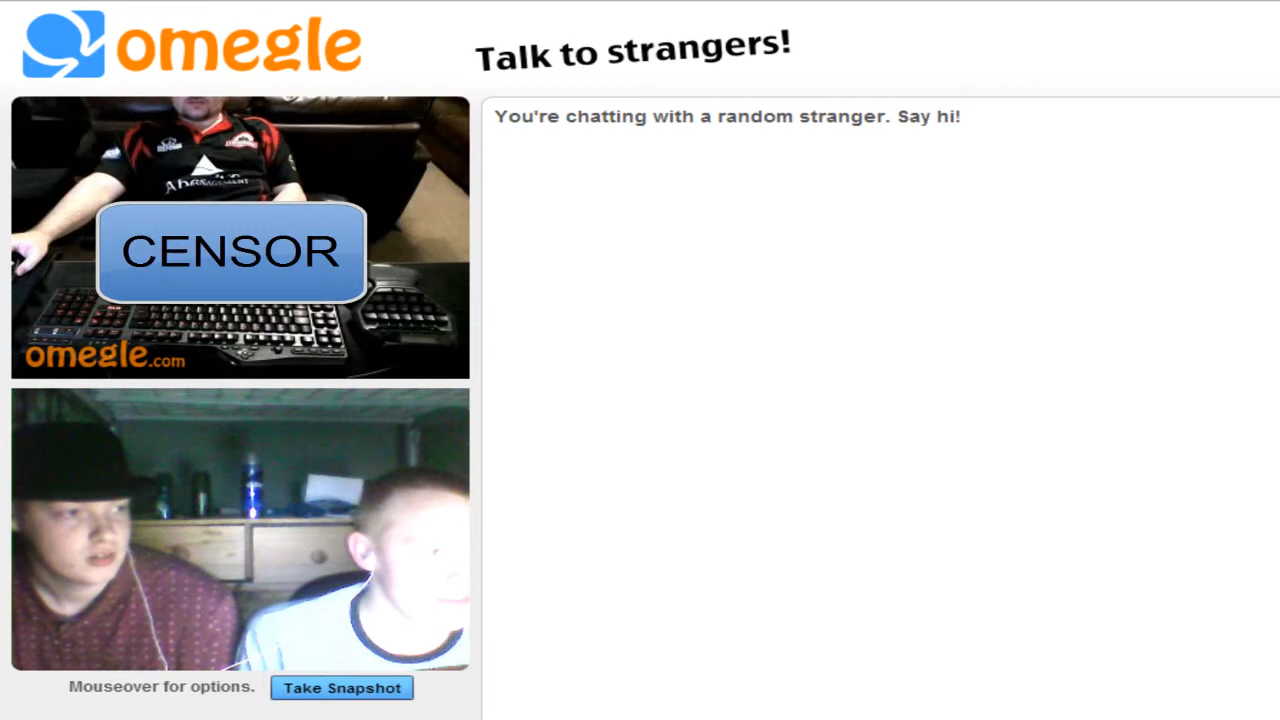 omegle
Talk to strangers!
You're chatting with a random stranger. Say hi!
CENSOR
omegle.com
Mouseover for options.
Take Snapshot